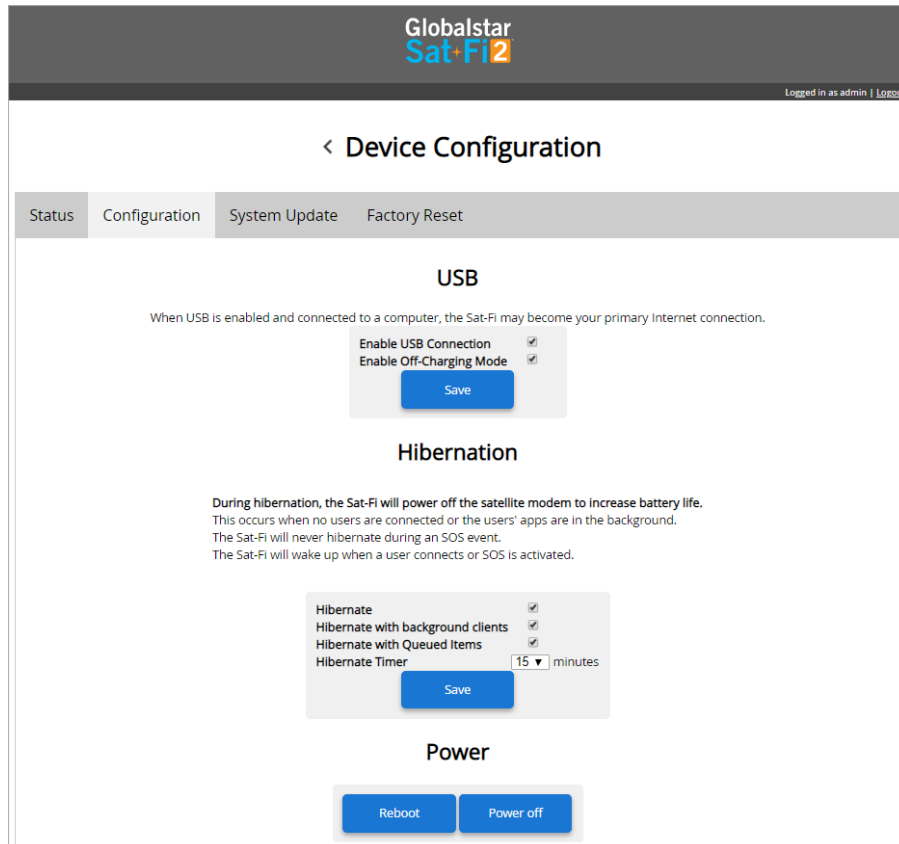 Globalstar
Sat Fi2
Logged in as admin |
< Device Configuration
Status Configuration System Update Factory Reset
USB
When USB is enabled and connected to a computer, the Sat-Fi may become your primary Internet connection.
Enable USB Connection
Enable Off-Charging Mode
Save
Hibernation
During hibernation, the Sat-Fi will power off the satellite modem to increase battery life.
This occurs when no users are connected or the users' apps are in the background.
The Sat-Fi will never hibernate during an SOS event.
The Sat-Fi will wake up when a user connects or SOS is activated.
Hibernate
Hibernate with background clients
Hibernate with Queued Items
Hibernate Timer 15 minutes
Save
Power
Reboot Power off